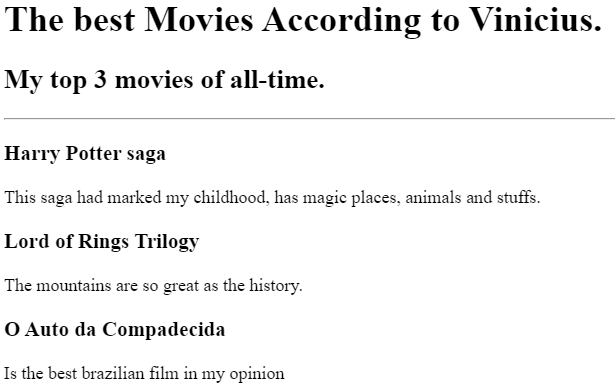 The best Movies According to Vinicius.
My top 3 movies of all-time.
Harry Potter saga
This saga had marked my childhood, has magic places, animals and stuffs.
Lord of Rings Trilogy
The mountains are so great as the history.
O Auto da Compadecida
Is the best brazilian film in my opinion